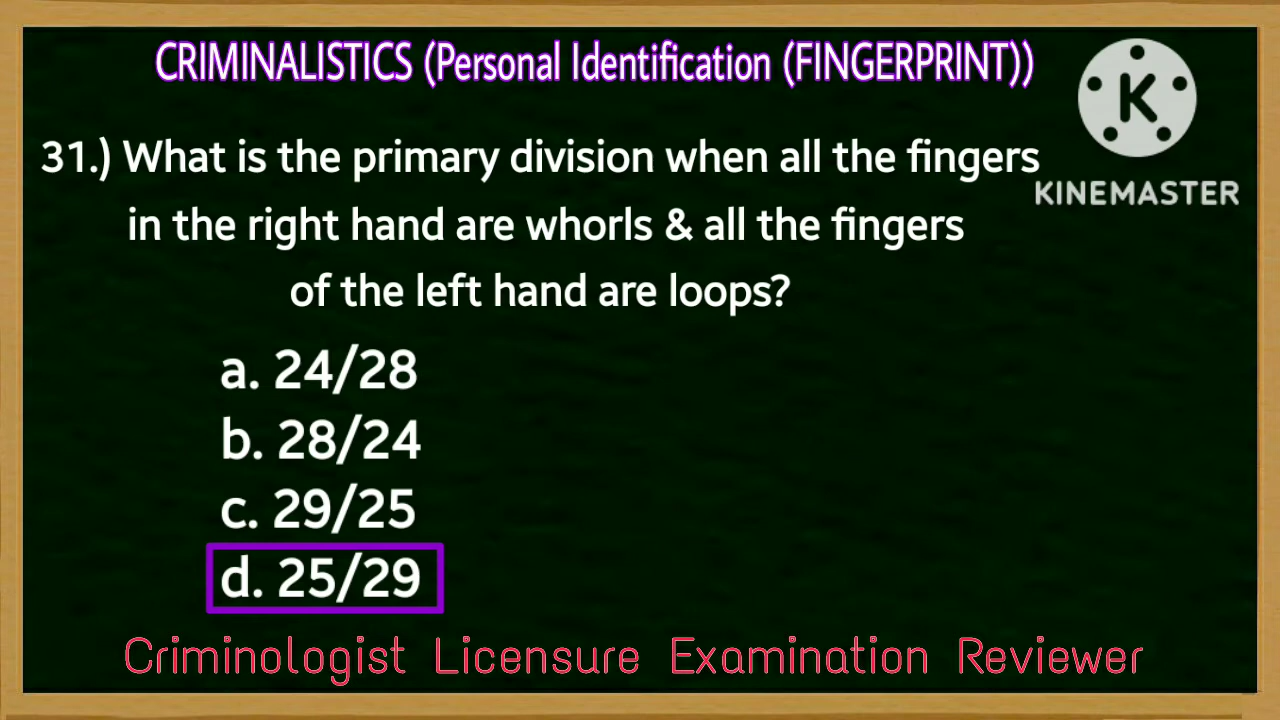 CRIMINALISTICS (Personal Identification (FINGERPRINT))
K
KINEMASTER
31.) What is the primary division when all the fingers
in the right hand are whorls & all the fingers
of the left hand are loops?
a. 24/28
b. 28/24
c. 29/25
d. 25/29
Criminologist Licensure Examination Reviewer